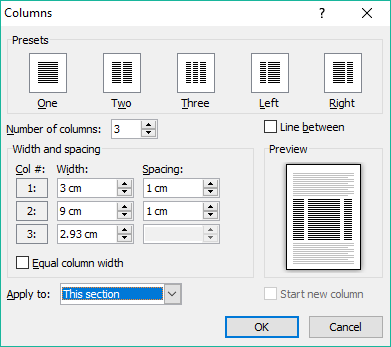 Columns ? ×
Presets
One Two Three Left Right
Number of columns: 3 Line between
Width and spacing Preview
Col #: Width: Spacing:
1: 3 cm 1 cm
2: 9 cm 1 cm
3: 2.93 cm
Equal column width
Apply to: This section Start new column
OK Cancel